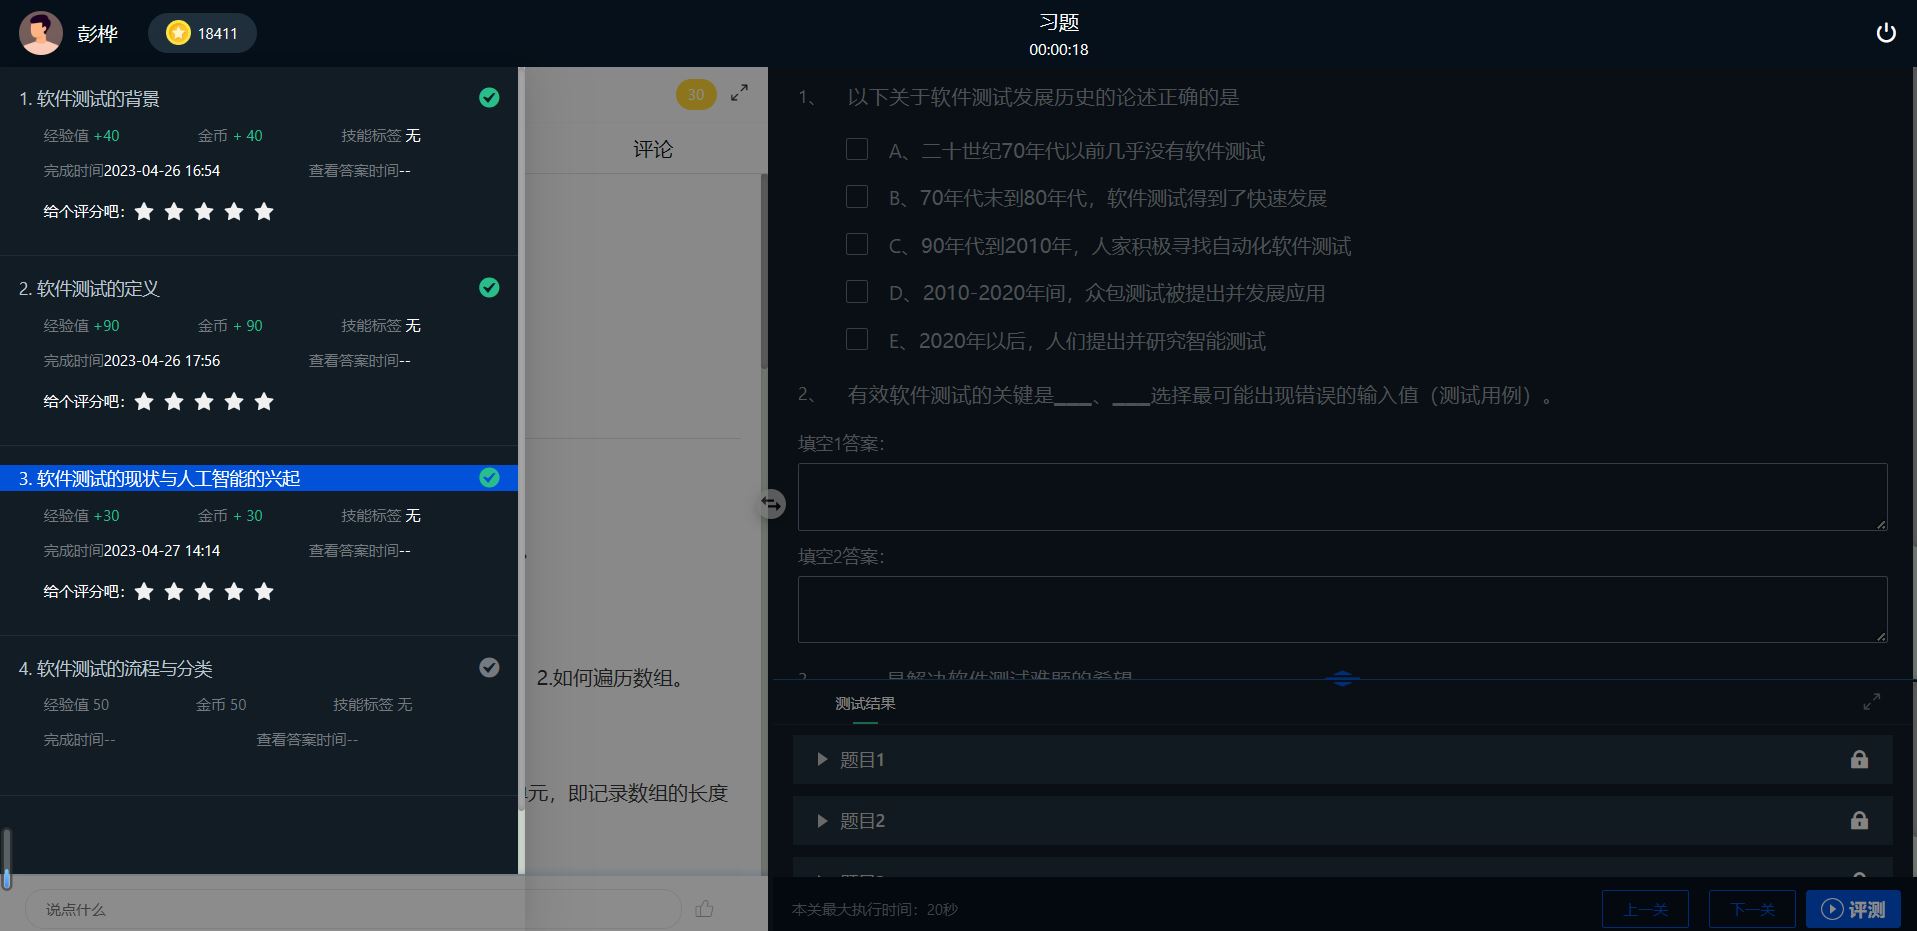 彭桦
18411
习题
00:00:18
1. 软件测试的背景
经验值 +40 金币 + 40 技能标签 无
完成时间2023-04-26 16:54 查看答案时间--
给个评分吧：
2. 软件测试的定义
经验值 +90 金币 + 90 技能标签 无
完成时间2023-04-26 17:56 查看答案时间--
给个评分吧：
3. 软件测试的现状与人工智能的兴起
经验值 +30 金币 + 30 技能标签 无
完成时间2023-04-27 14:14 查看答案时间--
给个评分吧：
4. 软件测试的流程与分类
经验值 50 金币 50 技能标签 无
完成时间-- 查看答案时间--
30
评论
2.如何遍历数组。
元，即记录数组的长度
说点什么
1、 以下关于软件测试发展历史的论述正确的是
A、二十世纪70年代以前几乎没有软件测试
B、70年代末到80年代，软件测试得到了快速发展
C、90年代到2010年，人家积极寻找自动化软件测试
D、2010-2020年间，众包测试被提出并发展应用
E、2020年以后，人们提出并研究智能测试
2、 有效软件测试的关键是____、____选择最可能出现错误的输入值（测试用例）。
填空1答案：
填空2答案：
是解决软件测试难题的希望
测试结果
题目1
题目2
本关最大执行时间：20秒
上一关
下一关
评测